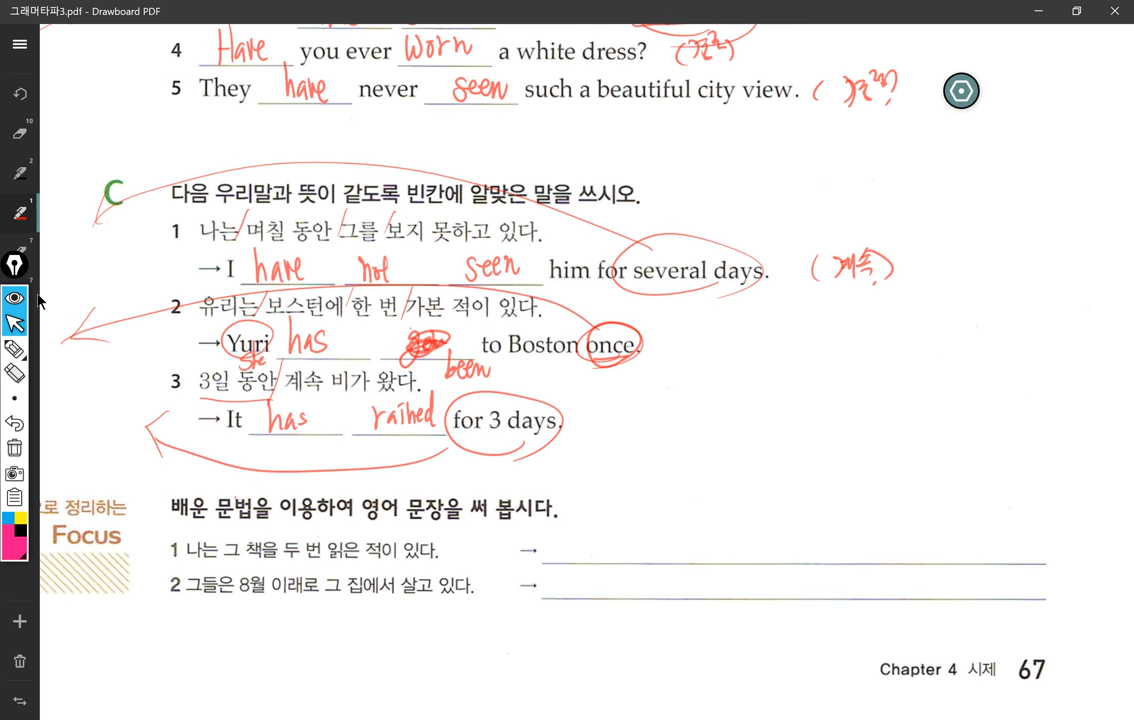 그래머타파3.pdf - Drawboard PDF
4 Have you ever worn a white dress?
5 They have never seen such a beautiful city view.
C 다음 우리말과 뜻이 같도록 빈칸에 알맞은 말을 쓰시오.
1 나는 / 며칠 동안 / 그를 / 보지 못하고 있다.
→ I have not seen him for several days. (계속)
2 유리는 / 보스턴에 / 한 번 / 가본 적이 있다.
→ Yuri has to Boston once.
she been
3 3일 동안 / 계속 비가 왔다.
→ It has rained for 3 days.
로 정리하는
Focus
배운 문법을 이용하여 영어 문장을 써 봅시다.
1 나는 그 책을 두 번 읽은 적이 있다. →
2 그들은 8월 이래로 그 집에서 살고 있다. →
Chapter 4 시제 67
10
2
1
7
7